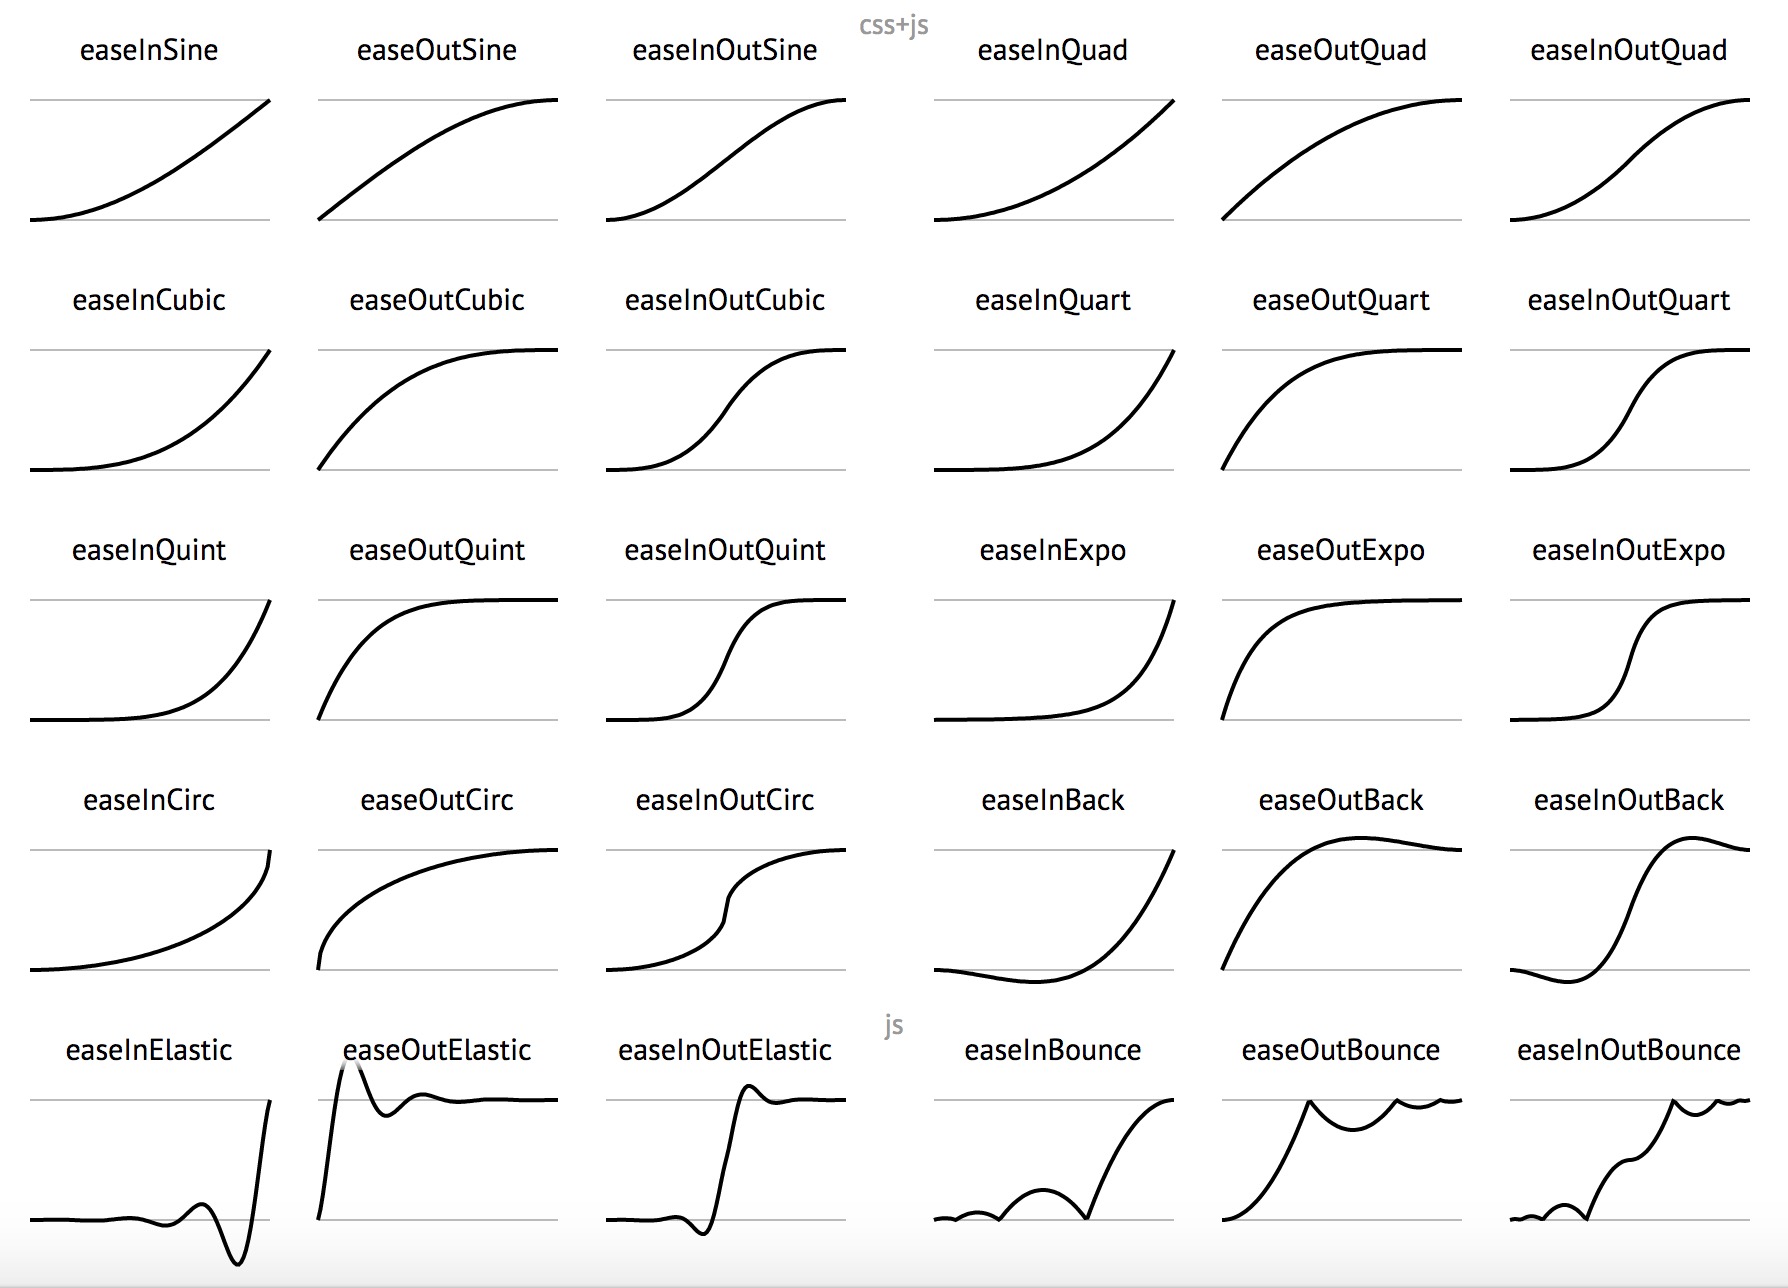 css+js
easeInSine easeOutSine easeInOutSine easeInQuad easeOutQuad easeInOutQuad
easeInCubic easeOutCubic easeInOutCubic easeInQuart easeOutQuart easeInOutQuart
easeInQuint easeOutQuint easeInOutQuint easeInExpo easeOutExpo easeInOutExpo
easeInCirc easeOutCirc easeInOutCirc easeInBack easeOutBack easeInOutBack
js
easeInElastic easeOutElastic easeInOutElastic easeInBounce easeOutBounce easeInOutBounce